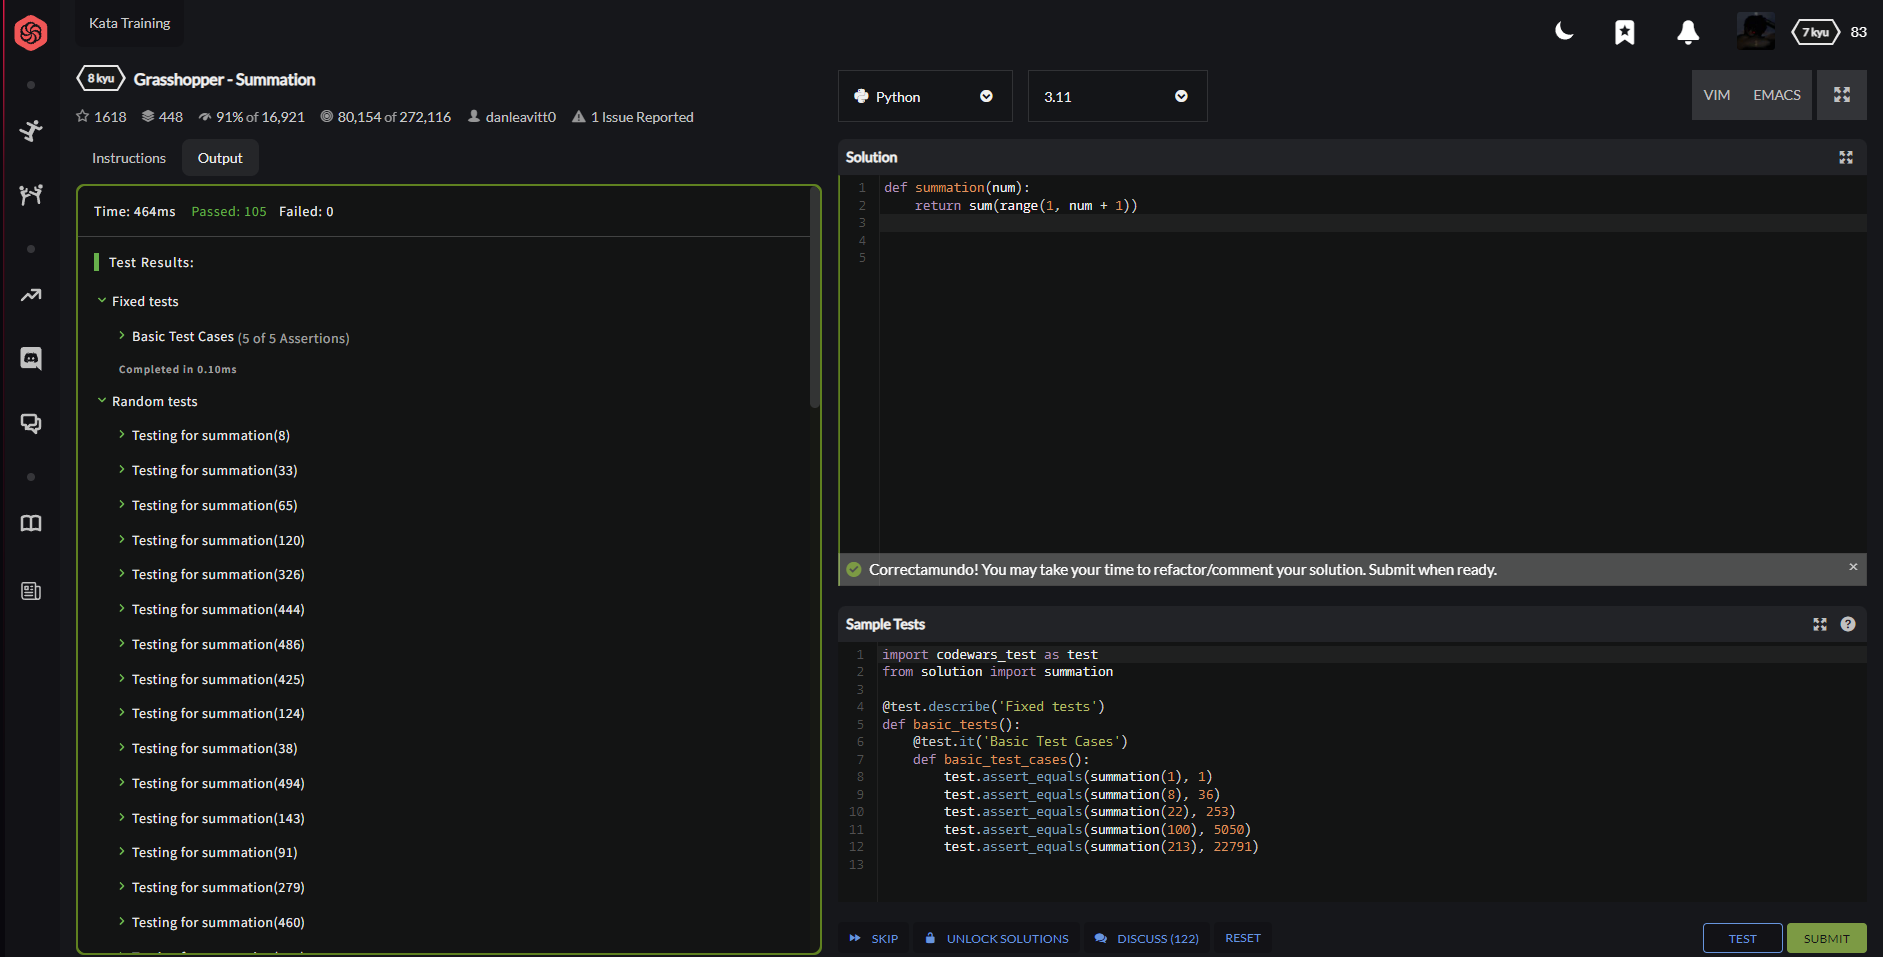 Kata Training
7 kyu 83
8 kyu Grasshopper - Summation
1618 448 91% of 16,921 80,154 of 272,116 danleavitt0 1 Issue Reported
Instructions Output
Time: 464ms Passed: 105 Failed: 0
Test Results:
Fixed tests
Basic Test Cases (5 of 5 Assertions)
Completed in 0.10ms
Random tests
Testing for summation(8)
Testing for summation(33)
Testing for summation(65)
Testing for summation(120)
Testing for summation(326)
Testing for summation(444)
Testing for summation(486)
Testing for summation(425)
Testing for summation(124)
Testing for summation(38)
Testing for summation(494)
Testing for summation(143)
Testing for summation(91)
Testing for summation(279)
Testing for summation(460)
Python 3.11 VIM EMACS
Solution
1 def summation(num):
2 return sum(range(1, num + 1))
3
4
5
Correctamundo! You may take your time to refactor/comment your solution. Submit when ready. ×
Sample Tests ?
1 import codewars_test as test
2 from solution import summation
3
4 @test.describe('Fixed tests')
5 def basic_tests():
6 @test.it('Basic Test Cases')
7 def basic_test_cases():
8 test.assert_equals(summation(1), 1)
9 test.assert_equals(summation(8), 36)
10 test.assert_equals(summation(22), 253)
11 test.assert_equals(summation(100), 5050)
12 test.assert_equals(summation(213), 22791)
13
SKIP UNLOCK SOLUTIONS DISCUSS (122) RESET TEST SUBMIT